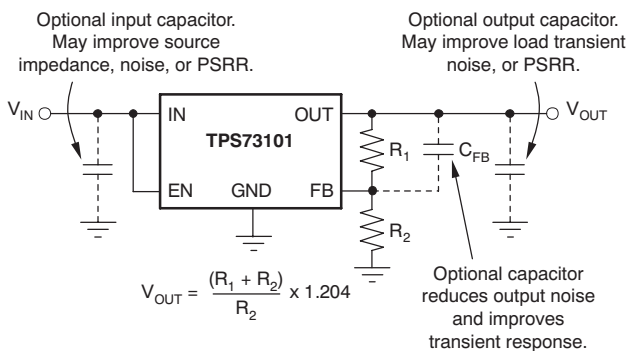 Optional input capacitor.
May improve source
impedance, noise, or PSRR.
Optional output capacitor.
May improve load transient
noise, or PSRR.
V_IN
IN
OUT
V_OUT
TPS73101
R_1
C_FB
EN
GND
FB
R_2
V_OUT = (R_1 + R_2) / R_2 x 1.204
Optional capacitor
reduces output noise
and improves
transient response.